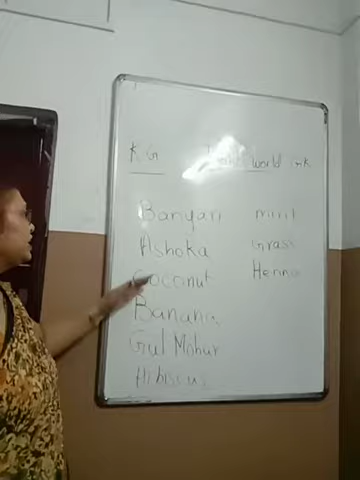 K G World GK
Banyan Mint
Ashoka Grass
Coconut Henna
Banana
Gul Mohur
Hibiscus